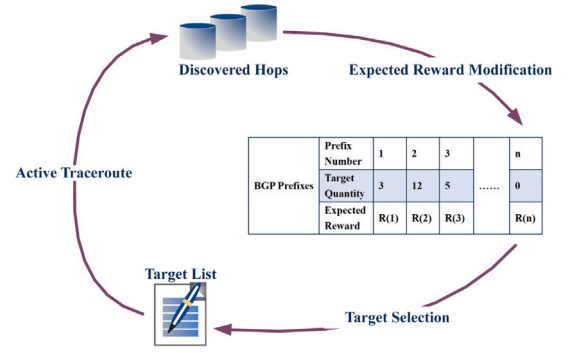 Discovered Hops
Expected Reward Modification
Active Traceroute
BGP Prefixes
Prefix Number 1 2 3 n
Target Quantity 3 12 5 ...... 0
Expected Reward R(1) R(2) R(3) R(n)
Target List
Target Selection